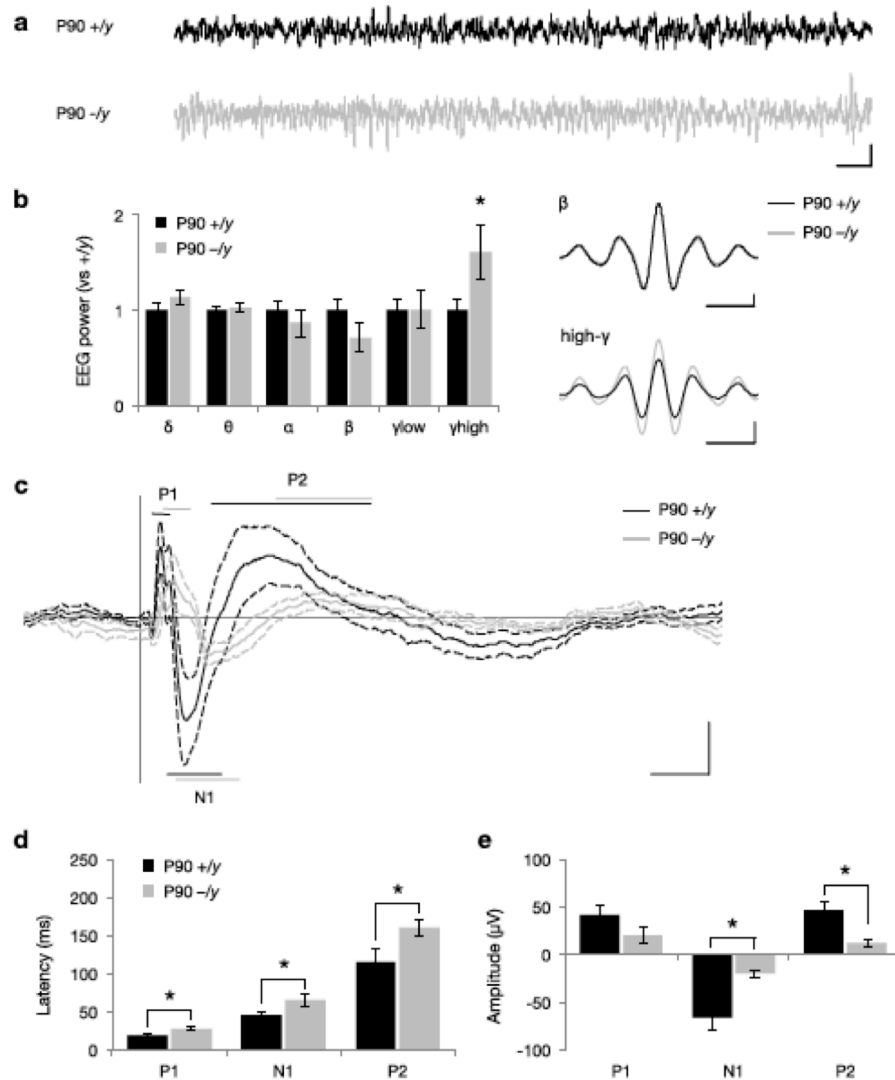 a
P90 +/y
P90 -/y
b
EEG power (vs +/y)
2
1
0
P90 +/y
P90 –/y
*
δ θ α β γlow γhigh
β
P90 +/y
P90 –/y
high-γ
c
P1
P2
N1
P90 +/y
P90 –/y
d
Latency (ms)
250
200
150
100
50
0
P90 +/y
P90 –/y
*
*
*
P1 N1 P2
e
Amplitude (µV)
100
50
0
-50
-100
*
*
P1 N1 P2